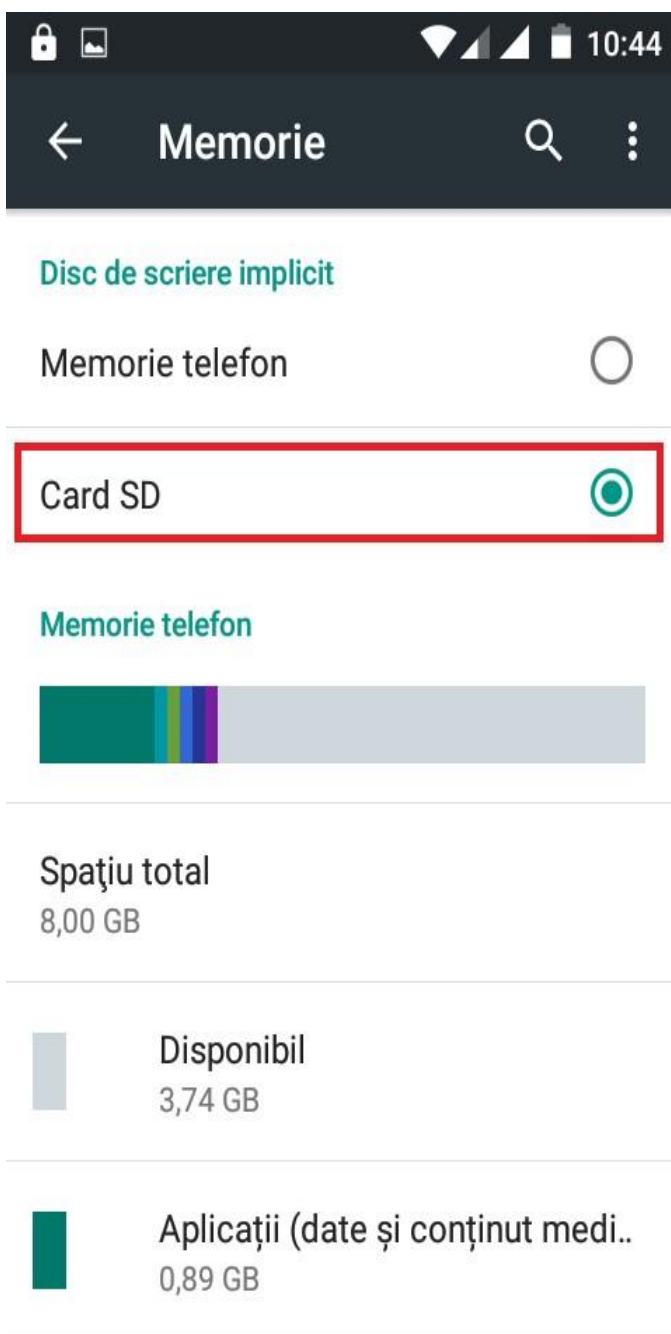 10:44
Memorie
Disc de scriere implicit
Memorie telefon
Card SD
Memorie telefon
Spaţiu total
8,00 GB
Disponibil
3,74 GB
Aplicații (date și conținut medi..
0,89 GB